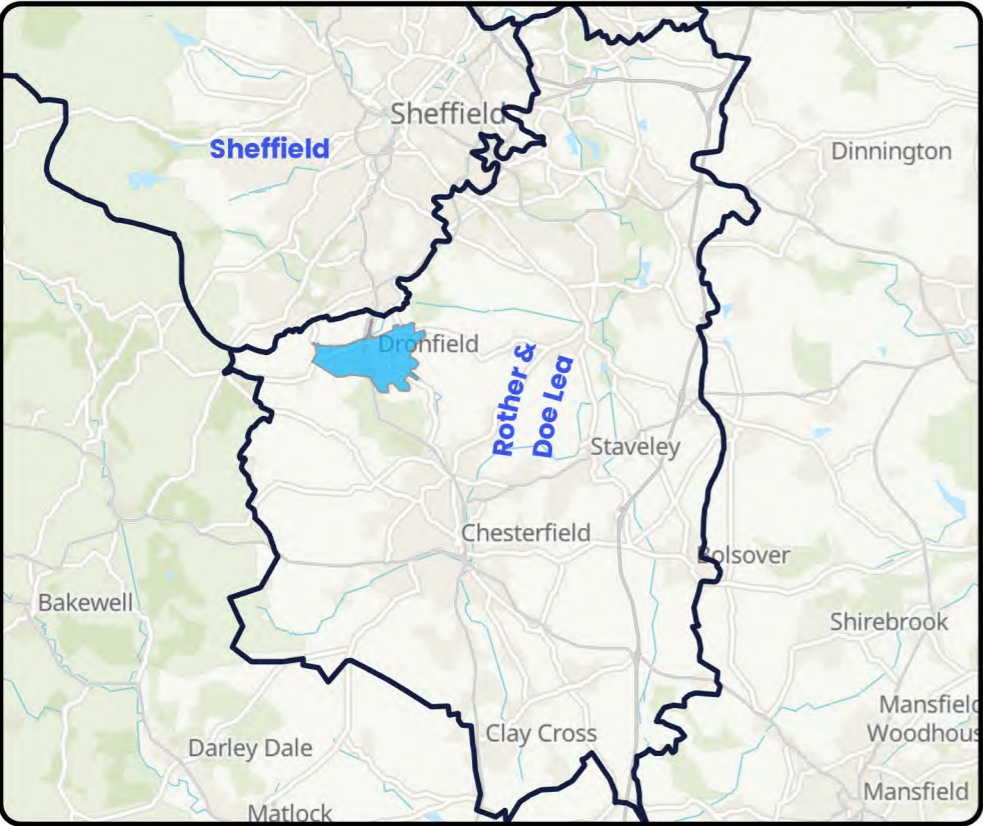 Sheffield
Sheffield
Dinnington
Dronfield
Rother &
Doe Lea
Staveley
Chesterfield
Bolsover
Bakewell
Shirebrook
Mansfield
Woodhous
Clay Cross
Darley Dale
Mansfield
Matlock